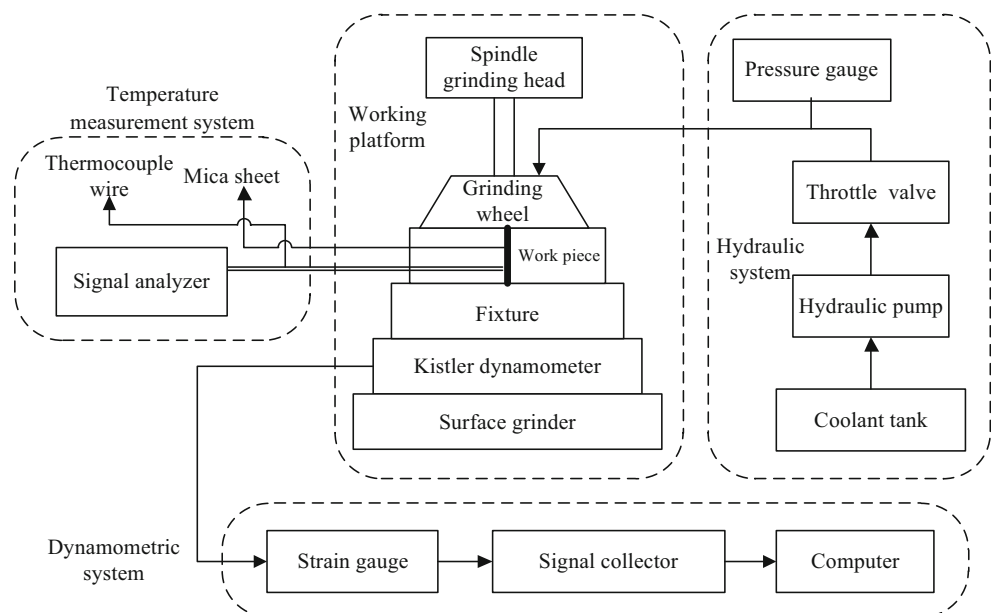 Temperature
measurement system
Thermocouple
wire
Mica sheet
Signal analyzer
Working
platform
Spindle
grinding head
Grinding
wheel
Work piece
Fixture
Kistler dynamometer
Surface grinder
Pressure gauge
Throttle valve
Hydraulic
system
Hydraulic pump
Coolant tank
Dynamometric
system
Strain gauge
Signal collector
Computer